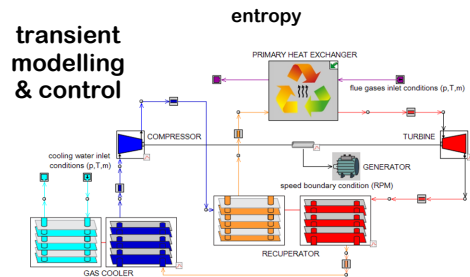 entropy
transient
modelling
& control
PRIMARY HEAT EXCHANGER
flue gases inlet conditions (p,T,m)
COMPRESSOR
TURBINE
cooling water inlet
conditions (p,T,m)
GENERATOR
speed boundary condition (RPM)
RECUPERATOR
GAS COOLER